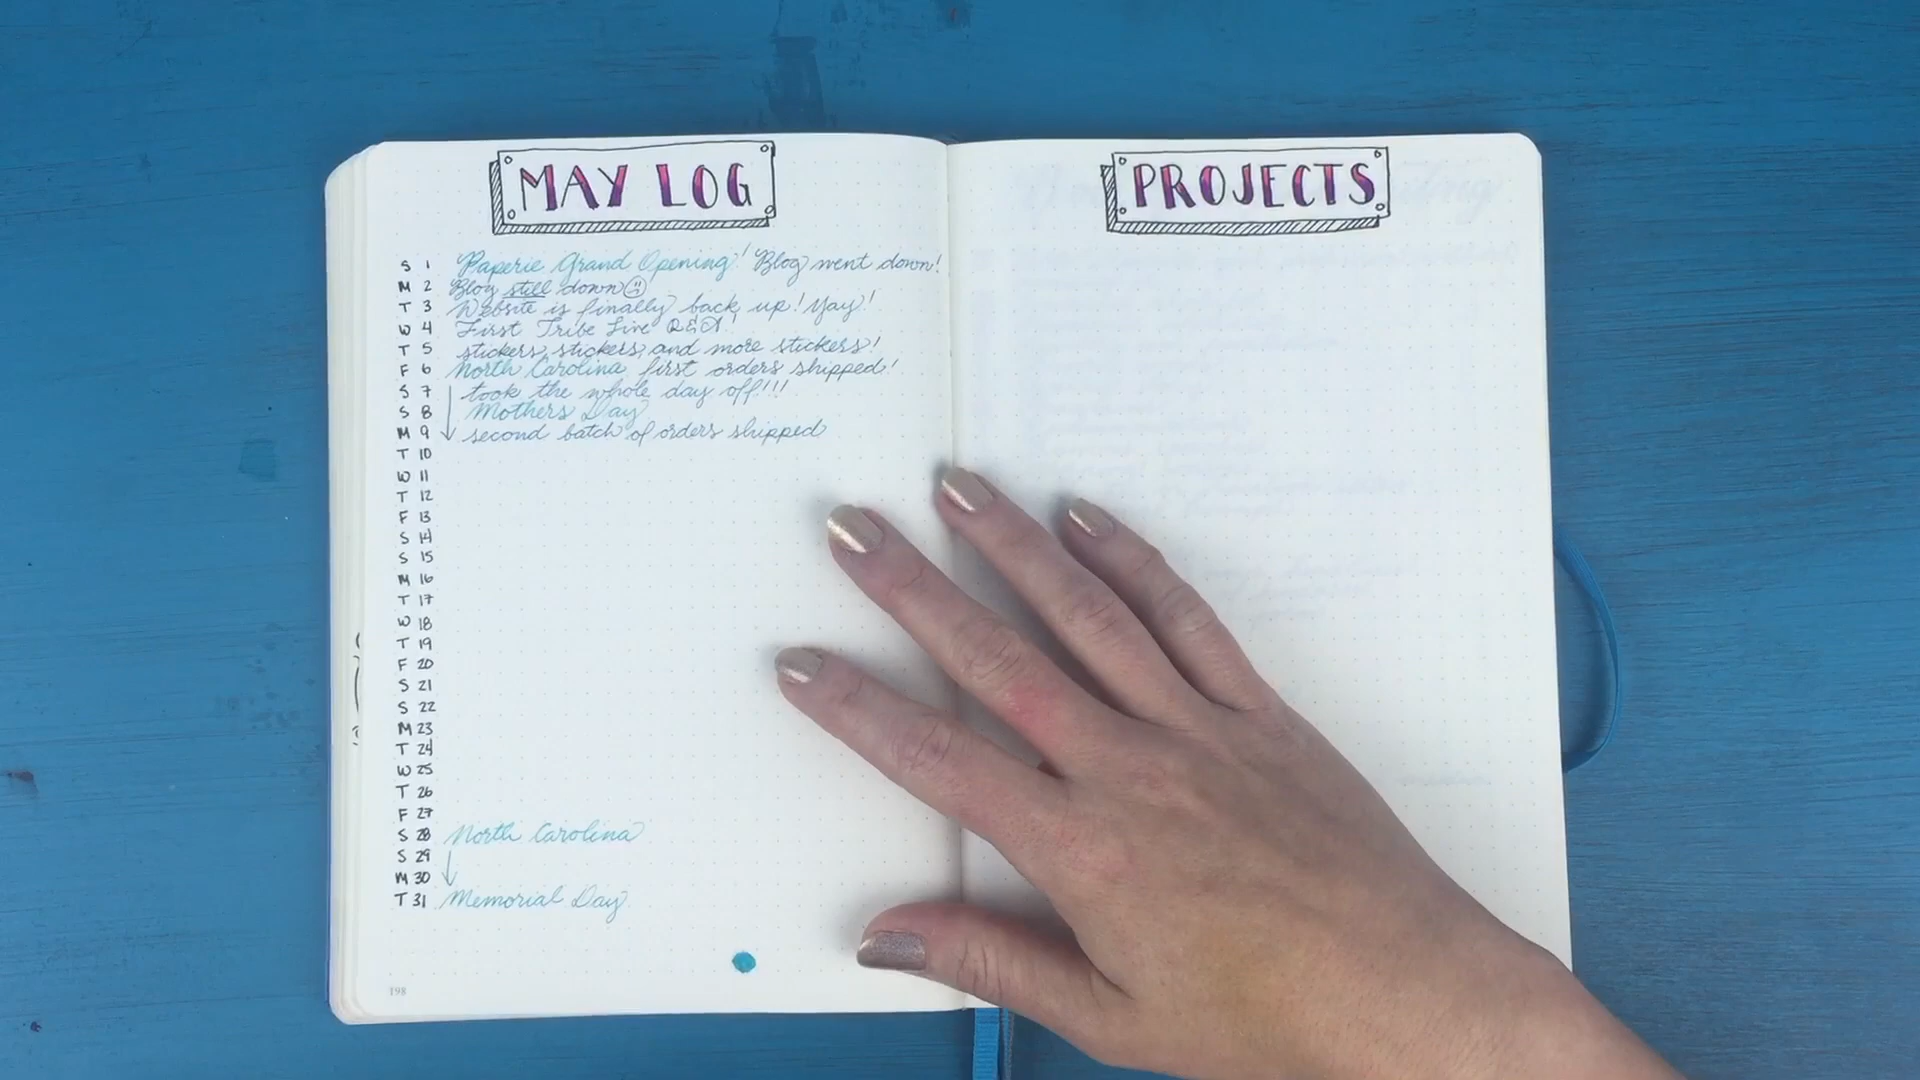 MAY LOG
S 1 Paperie Grand Opening! Blog went down!
M 2 Blog still down
T 3 Website is finally back up! Yay!
W 4 First Tribe Live Q&A!
T 5 stickers, stickers, and more stickers!
F 6 North Carolina first orders shipped!
S 7 took the whole day off!!!
S 8 Mothers Day
M 9 second batch of orders shipped
T 10
W 11
T 12
F 13
S 14
S 15
M 16
T 17
W 18
T 19
F 20
S 21
S 22
M 23
T 24
W 25
T 26
F 27
S 28 North Carolina
S 29
M 30
T 31 Memorial Day
198
PROJECTS